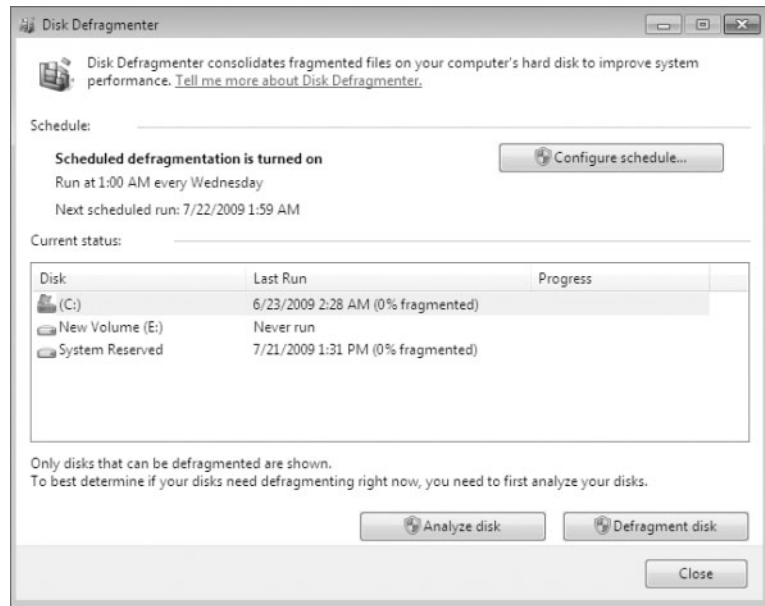 Disk Defragmenter
Disk Defragmenter consolidates fragmented files on your computer's hard disk to improve system
performance. Tell me more about Disk Defragmenter.
Schedule:
Scheduled defragmentation is turned on
Configure schedule...
Run at 1:00 AM every Wednesday
Next scheduled run: 7/22/2009 1:59 AM
Current status:
Disk Last Run Progress
(C:) 6/23/2009 2:28 AM (0% fragmented)
New Volume (E:) Never run
System Reserved 7/21/2009 1:31 PM (0% fragmented)
Only disks that can be defragmented are shown.
To best determine if your disks need defragmenting right now, you need to first analyze your disks.
Analyze disk Defragment disk
Close